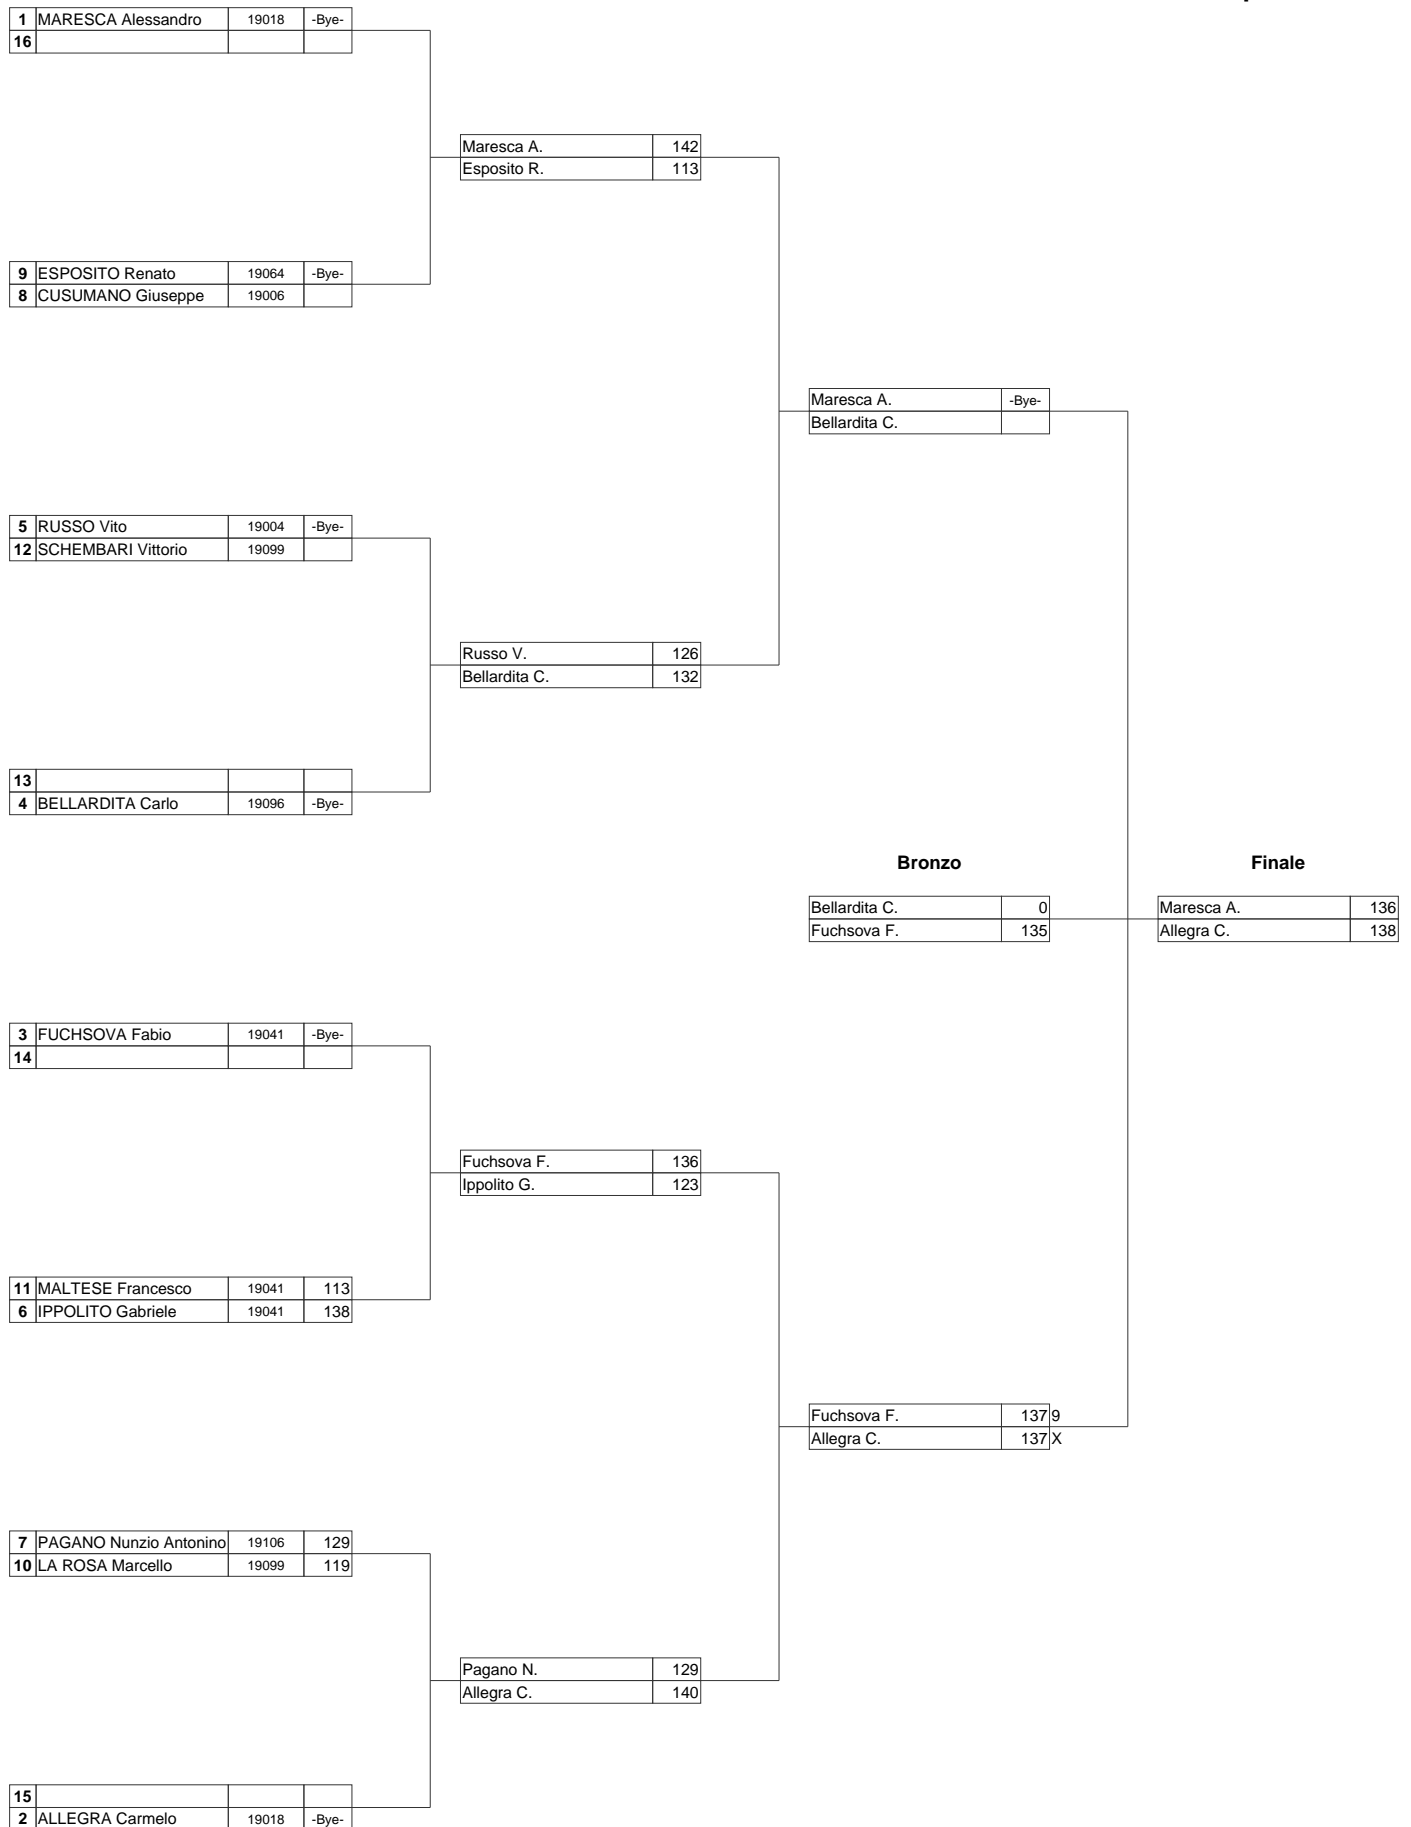 1 MARESCA Alessandro 19018 -Bye-
16
Maresca A. 142
Esposito R. 113
9 ESPOSITO Renato 19064 -Bye-
8 CUSUMANO Giuseppe 19006
Maresca A. -Bye-
Bellardita C.
5 RUSSO Vito 19004 -Bye-
12 SCHEMBARI Vittorio 19099
Russo V. 126
Bellardita C. 132
13
4 BELLARDITA Carlo 19096 -Bye-
Bronzo Finale
Bellardita C. 0 Maresca A. 136
Fuchsova F. 135 Allegra C. 138
3 FUCHSOVA Fabio 19041 -Bye-
14
Fuchsova F. 136
Ippolito G. 123
11 MALTESE Francesco 19041 113
6 IPPOLITO Gabriele 19041 138
Fuchsova F. 137 9
Allegra C. 137 X
7 PAGANO Nunzio Antonino 19106 129
10 LA ROSA Marcello 19099 119
Pagano N. 129
Allegra C. 140
15
2 ALLEGRA Carmelo 19018 -Bye-